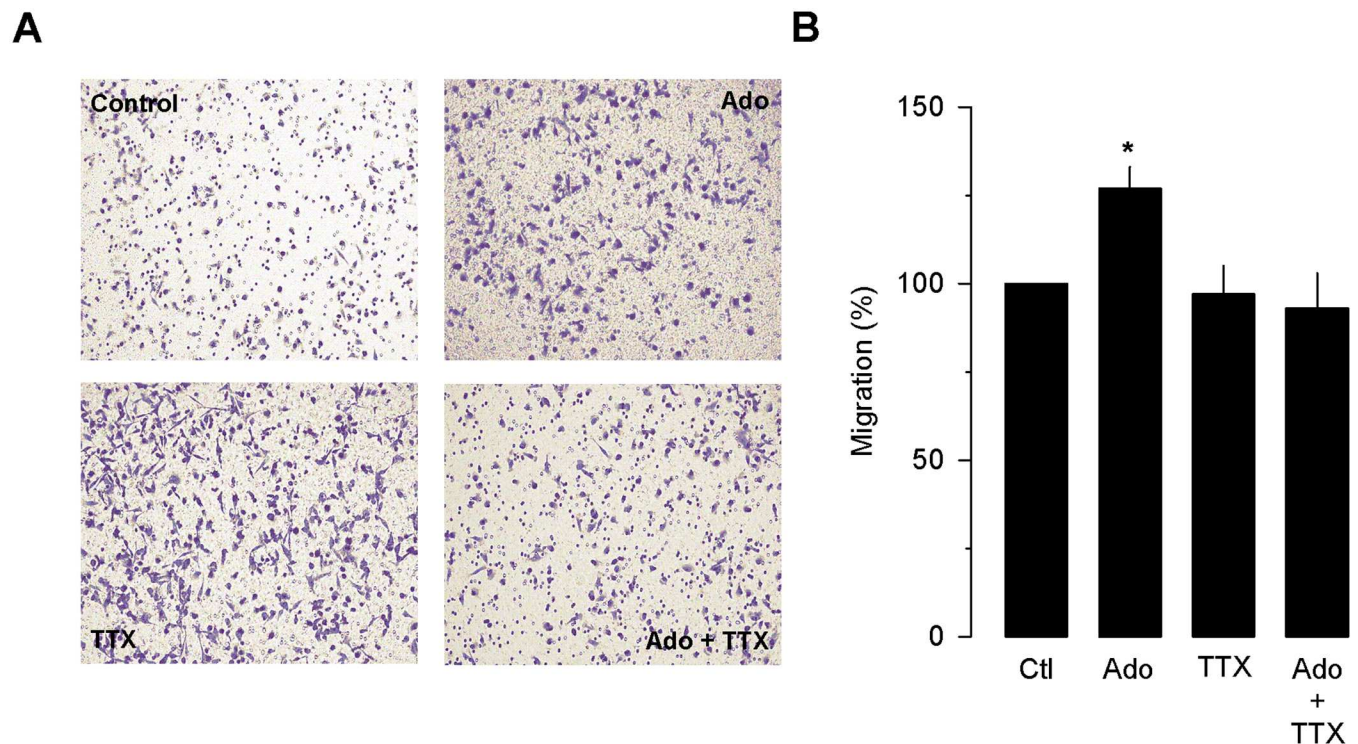 A
B
Control
Ado
TTX
Ado + TTX
Migration (%)
150
100
50
0
*
Ctl
Ado
TTX
Ado
+
TTX